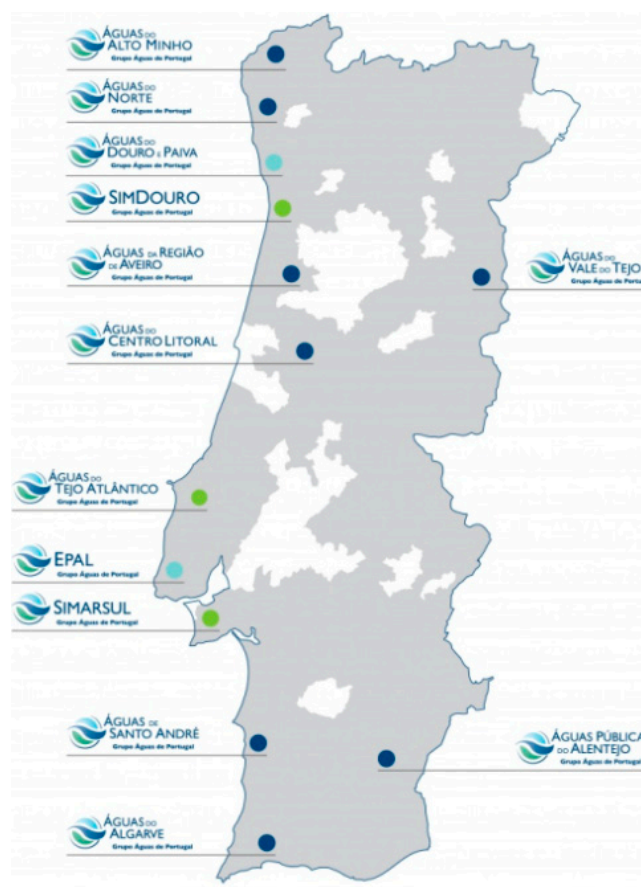 ÁGUAS DO
ALTO MINHO
Grupo Águas de Portugal
ÁGUAS DO
NORTE
Grupo Águas de Portugal
ÁGUAS DO
DOURO E PAIVA
Grupo Águas de Portugal
SIMDOURO
Grupo Águas de Portugal
ÁGUAS DA REGIÃO
DE AVEIRO
Grupo Águas de Portugal
ÁGUAS DO
VALE DO TEJO
Grupo Águas de Portu
ÁGUAS DO
CENTRO LITORAL
Grupo Águas de Portugal
ÁGUAS DO
TEJO ATLÂNTICO
Grupo Águas de Portugal
EPAL
Grupo Águas de Portugal
SIMARSUL
Grupo Águas de Portugal
ÁGUAS DE
SANTO ANDRÉ
Grupo Águas de Portugal
ÁGUAS PÚBLICA
DO ALENTEJO
Grupo Águas de Portugal
ÁGUAS DO
ALGARVE
Grupo Águas de Portugal